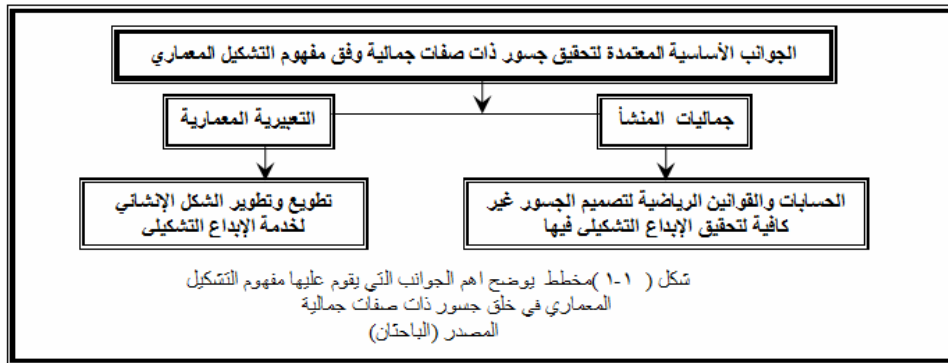 الجوانب الأساسية المعتمدة لتحقيق جسور ذات صفات جمالية وفق مفهوم التشكيل المعماري
جماليات المنشأ
التعبيرية المعمارية
الحسابات والقوانين الرياضية لتصميم الجسور غير
كافية لتحقيق الإبداع التشكيلي فيها
تطويع وتطوير الشكل الإنشائي
لخدمة الإبداع التشكيلي
شكل ( ١-١ )مخطط يوضح اهم الجوانب التي يقوم عليها مفهوم التشكيل
المعماري في خلق جسور ذات صفات جمالية
المصدر (الباحثان)